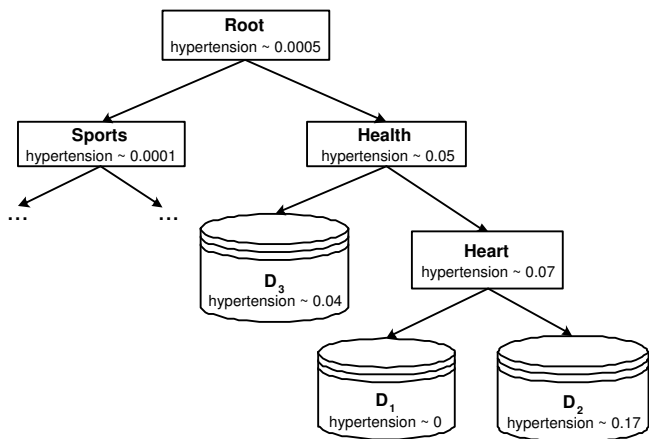 Root
hypertension ~ 0.0005
Sports
hypertension ~ 0.0001
Health
hypertension ~ 0.05
...
...
D3
hypertension ~ 0.04
Heart
hypertension ~ 0.07
D1
hypertension ~ 0
D2
hypertension ~ 0.17